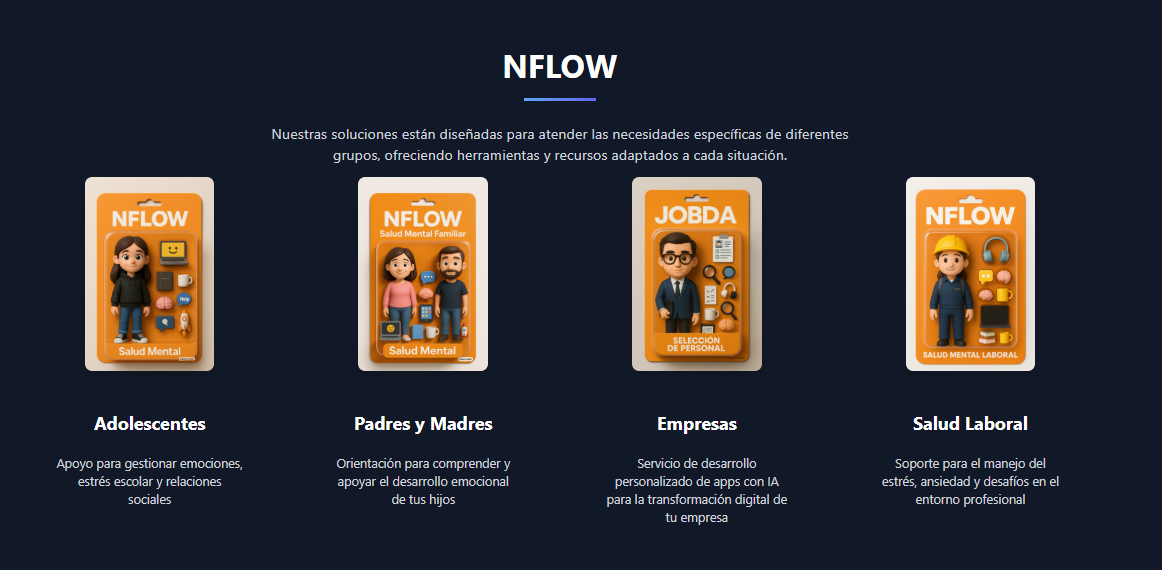 NFLOW
Nuestras soluciones están diseñadas para atender las necesidades específicas de diferentes
grupos, ofreciendo herramientas y recursos adaptados a cada situación.
NFLOW
Help
Salud Mental
NFLOW
Salud Mental Familiar
Salud Mental
JOBDA
SELECCIÓN
DE PERSONAL
NFLOW
SALUD MENTAL LABORAL
Adolescentes
Apoyo para gestionar emociones,
estrés escolar y relaciones
sociales
Padres y Madres
Orientación para comprender y
apoyar el desarrollo emocional
de tus hijos
Empresas
Servicio de desarrollo
personalizado de apps con IA
para la transformación digital de
tu empresa
Salud Laboral
Soporte para el manejo del
estrés, ansiedad y desafíos en el
entorno profesional